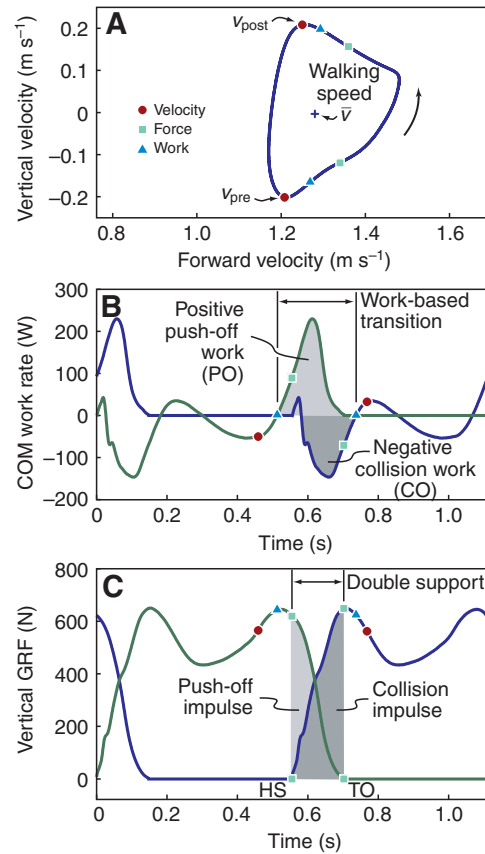 A
Vertical velocity (m s⁻¹)
0.2
0.1
0
−0.1
−0.2
v_post
Walking
speed
v̅
Velocity
Force
Work
v_pre
0.8
1.0
1.2
1.4
1.6
Forward velocity (m s⁻¹)
B
COM work rate (W)
300
200
100
0
−100
−200
Positive
push-off
work
(PO)
Work-based
transition
Negative
collision work
(CO)
0
0.2
0.4
0.6
0.8
1.0
Time (s)
C
Vertical GRF (N)
800
600
400
200
0
Double support
Push-off
impulse
Collision
impulse
HS
TO
0
0.2
0.4
0.6
0.8
1.0
Time (s)